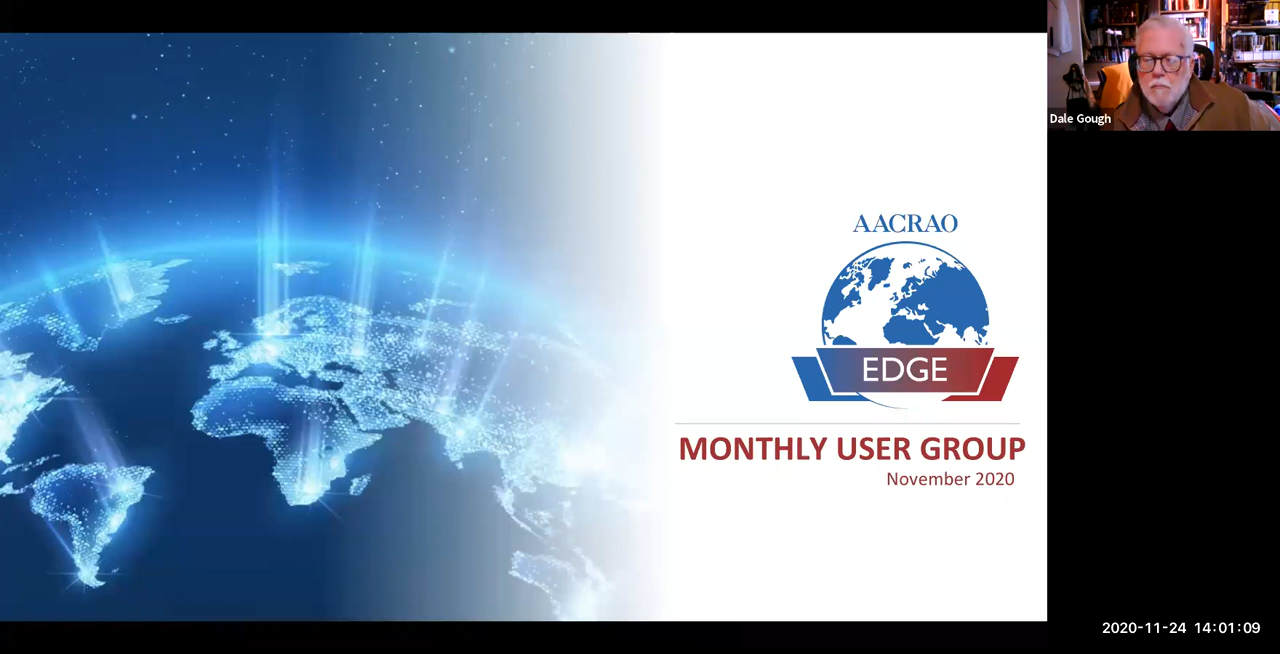 Dale Gough
AACRAO
EDGE
MONTHLY USER GROUP
November 2020
2020-11-24 14:01:09